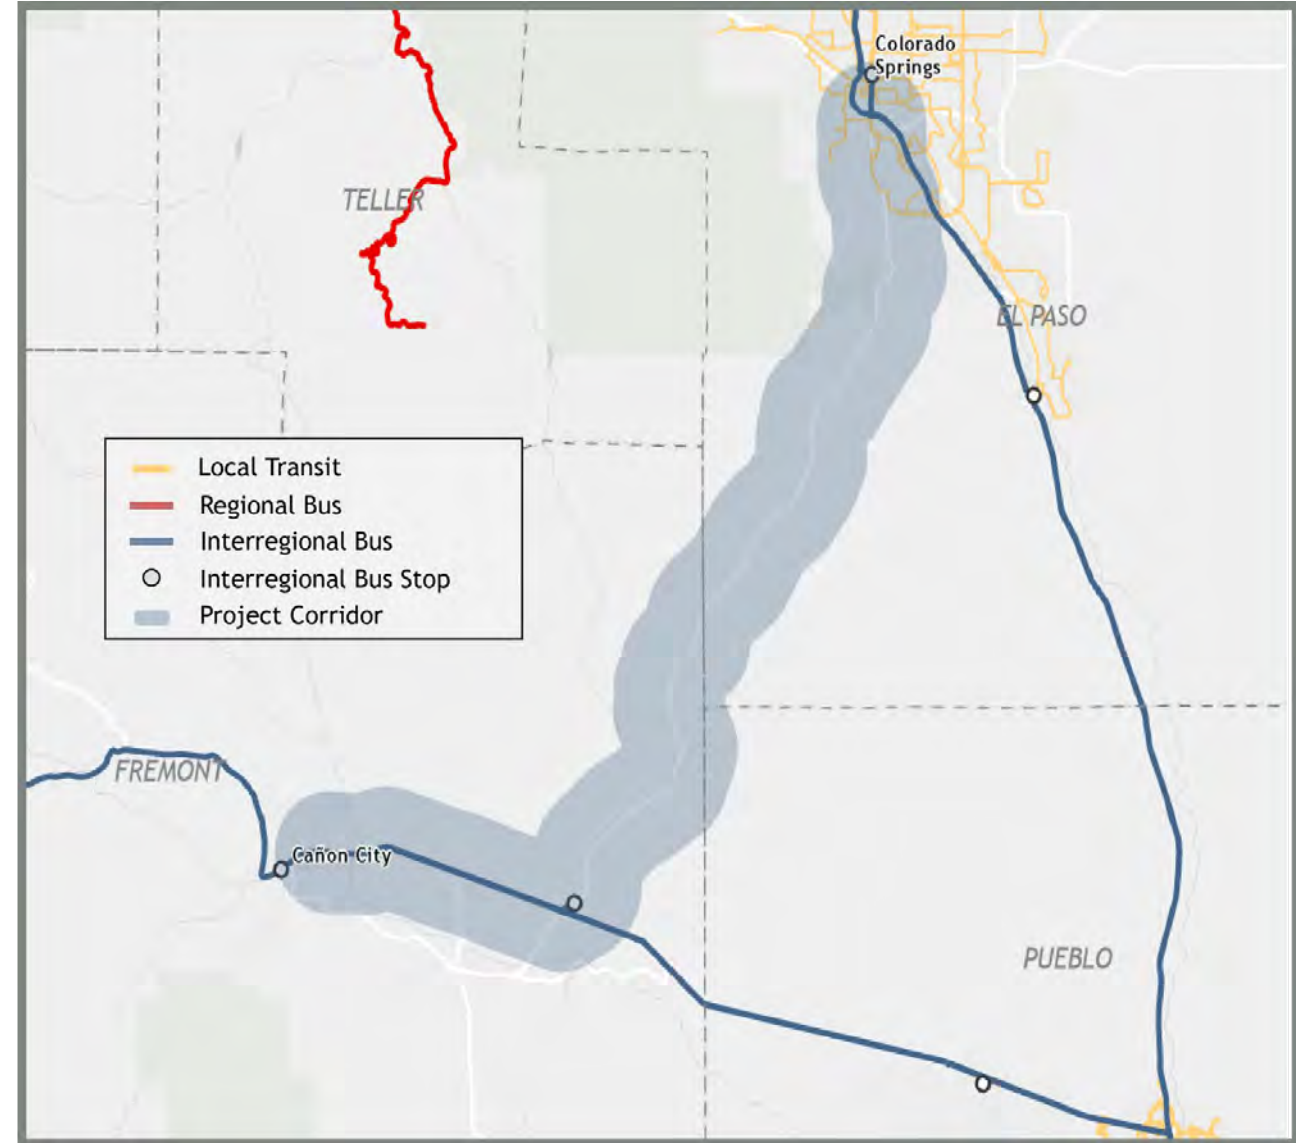 Colorado
Springs
TELLER
EL PASO
Local Transit
Regional Bus
Interregional Bus
Interregional Bus Stop
Project Corridor
FREMONT
Cañon City
PUEBLO